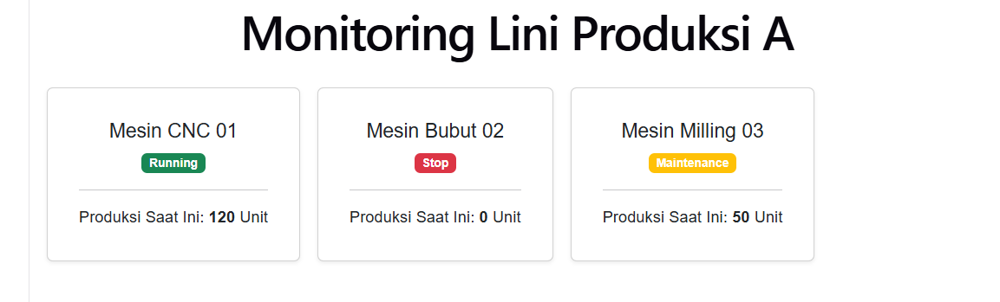 Monitoring Lini Produksi A
Mesin CNC 01
Running
Produksi Saat Ini: 120 Unit
Mesin Bubut 02
Stop
Produksi Saat Ini: 0 Unit
Mesin Milling 03
Maintenance
Produksi Saat Ini: 50 Unit